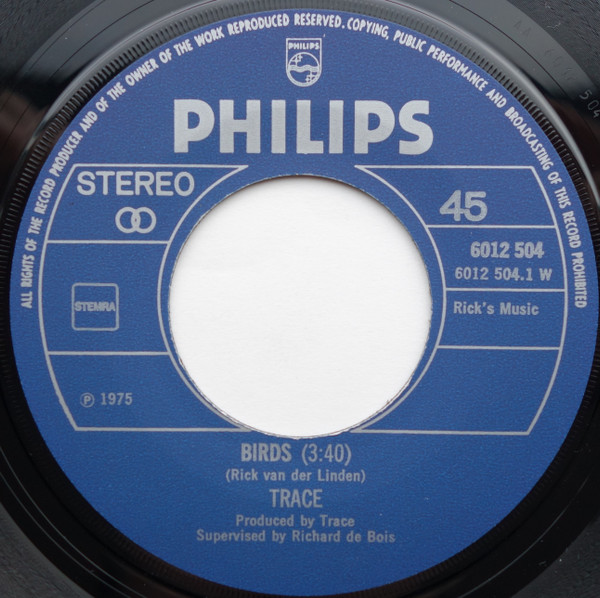 ALL RIGHTS OF THE RECORD PRODUCER AND OF THE OWNER OF THE WORK REPRODUCED RESERVED. COPYING, PUBLIC PERFORMANCE AND BROADCASTING OF THIS RECORD PROHIBITED
PHILIPS
PHILIPS
STEREO
45
6012 504
6012 504.1 W
STEMRA
Rick's Music
℗ 1975
BIRDS (3:40)
(Rick van der Linden)
TRACE
Produced by Trace
Supervised by Richard de Bois